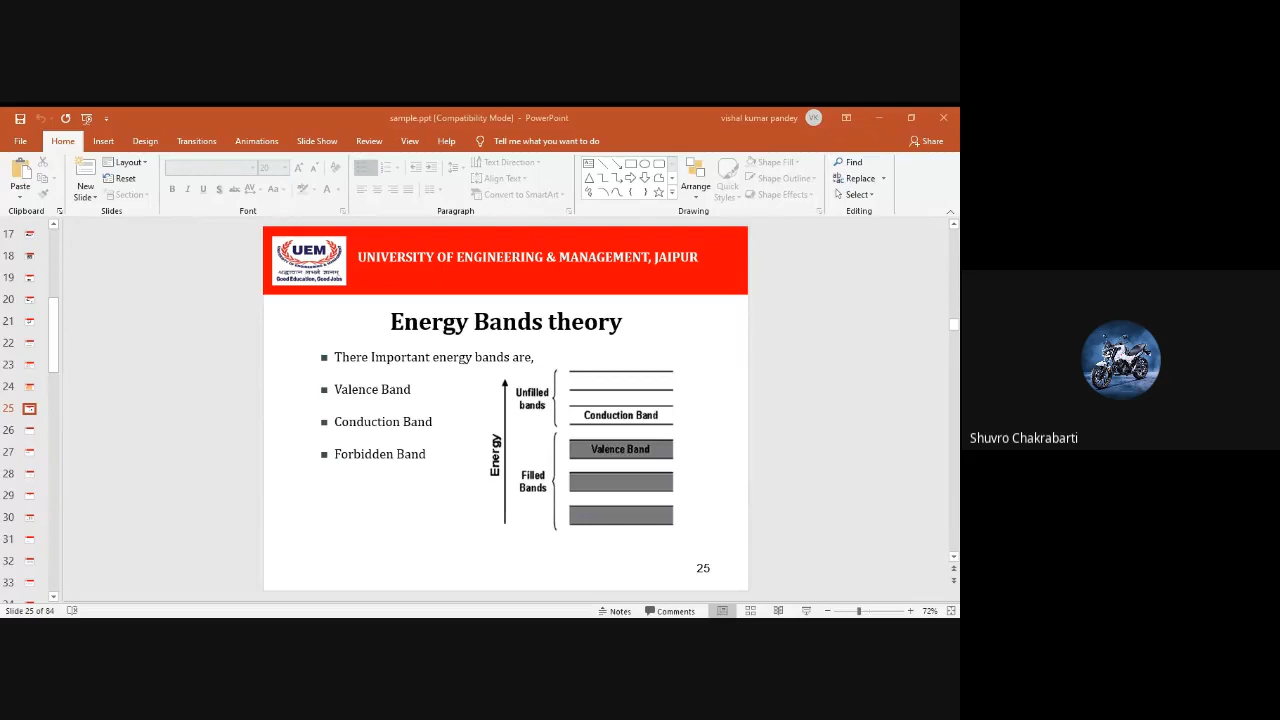 sample.ppt [Compatibility Mode] - PowerPoint
vishal kumar pandey VK
File Home Insert Design Transitions Animations Slide Show Review View Help Tell me what you want to do Share
Paste
New Slide
Layout
Reset
Section
20
B I U S abc AV Aa A
Text Direction
Align Text
Convert to SmartArt
Arrange
Quick Styles
Shape Fill
Shape Outline
Shape Effects
Find
Replace
Select
Clipboard Slides Font Paragraph Drawing Editing
17
18
19
20
21
22
23
24
25
26
27
28
29
30
31
32
33
UEM
Good Education, Good Jobs
UNIVERSITY OF ENGINEERING & MANAGEMENT, JAIPUR
Energy Bands theory
There Important energy bands are,
Valence Band
Conduction Band
Forbidden Band
Energy
Unfilled
bands
Conduction Band
Valence Band
Filled
Bands
25
Slide 25 of 84
Notes Comments 72%
Shuvro Chakrabarti